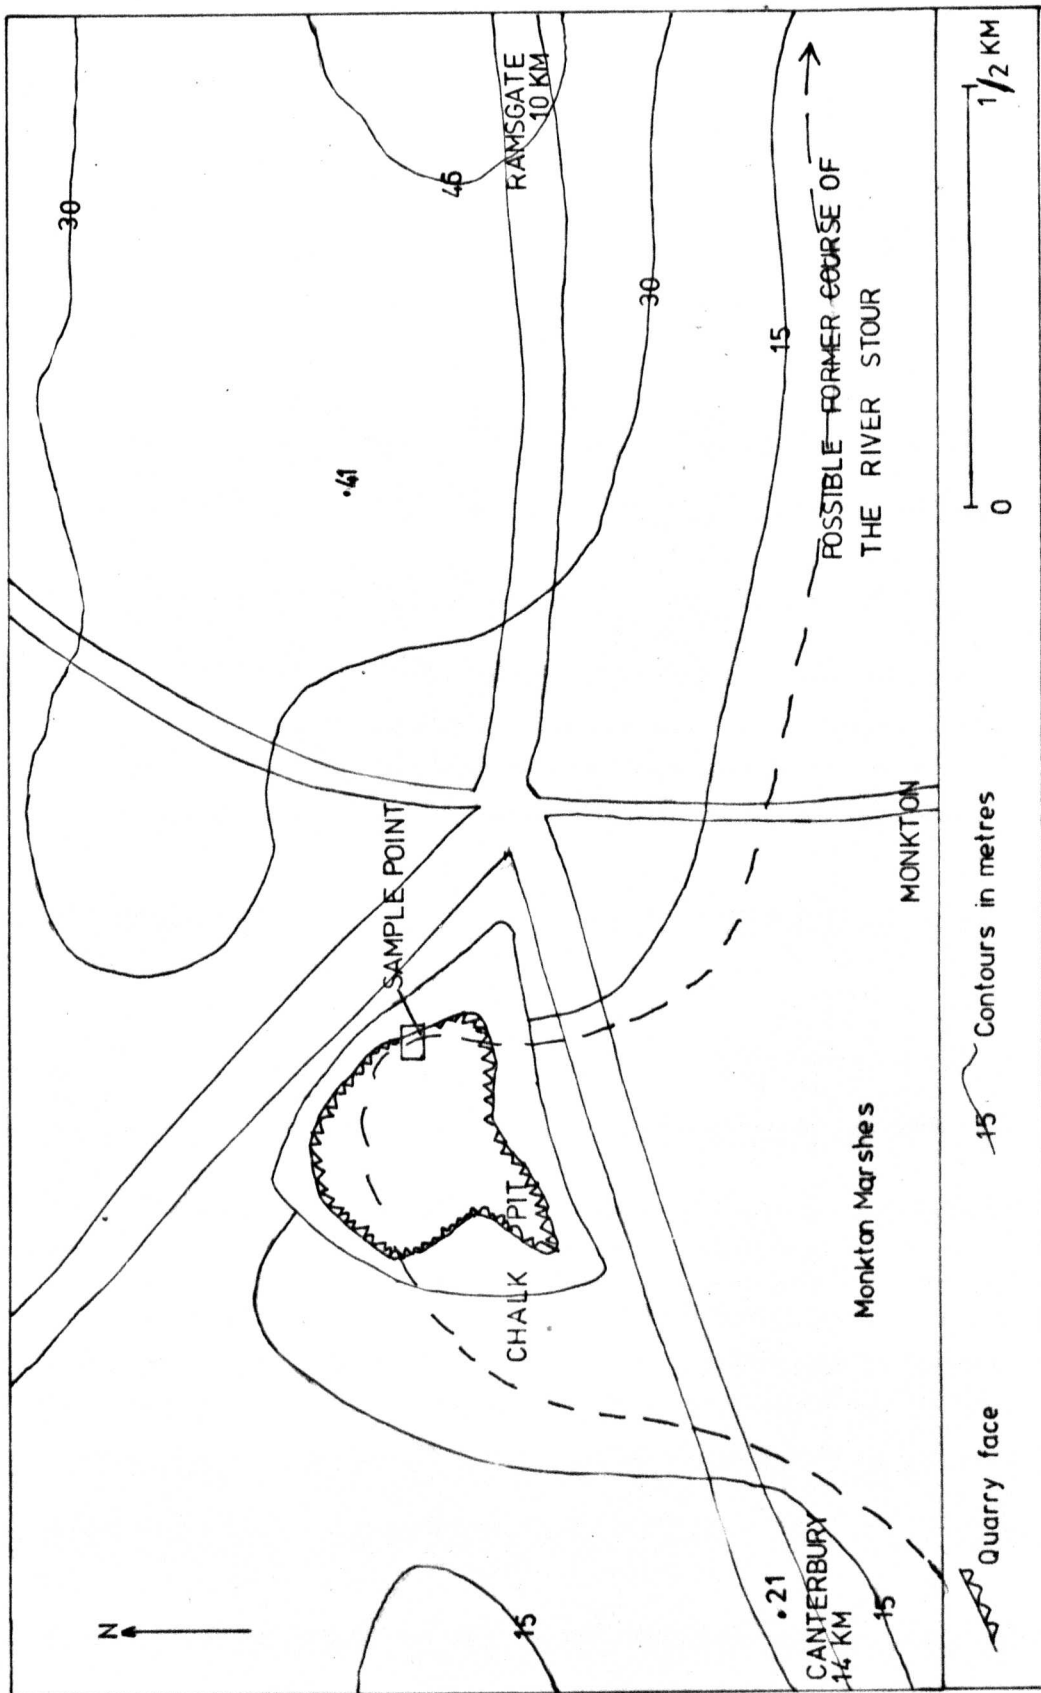 N
15
30
30
46
.41
.21
15
15
RAMSGATE
10 KM
SAMPLE POINT
CHALK PIT
CANTERBURY
14 KM
MONKTON
Monkton Marshes
POSSIBLE FORMER COURSE OF
THE RIVER STOUR
Quarry face
15 Contours in metres
0
1/2 KM